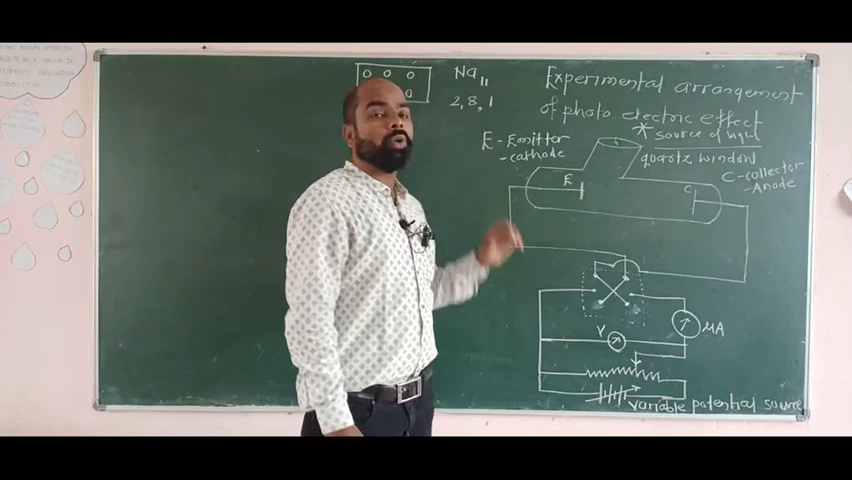 Na11
2,8,1
Experimental arrangement
of photo electric effect
* source of light
quartz window
E - Emitter
- cathode
C - collector
- Anode
E
C
µA
V
variable potential source